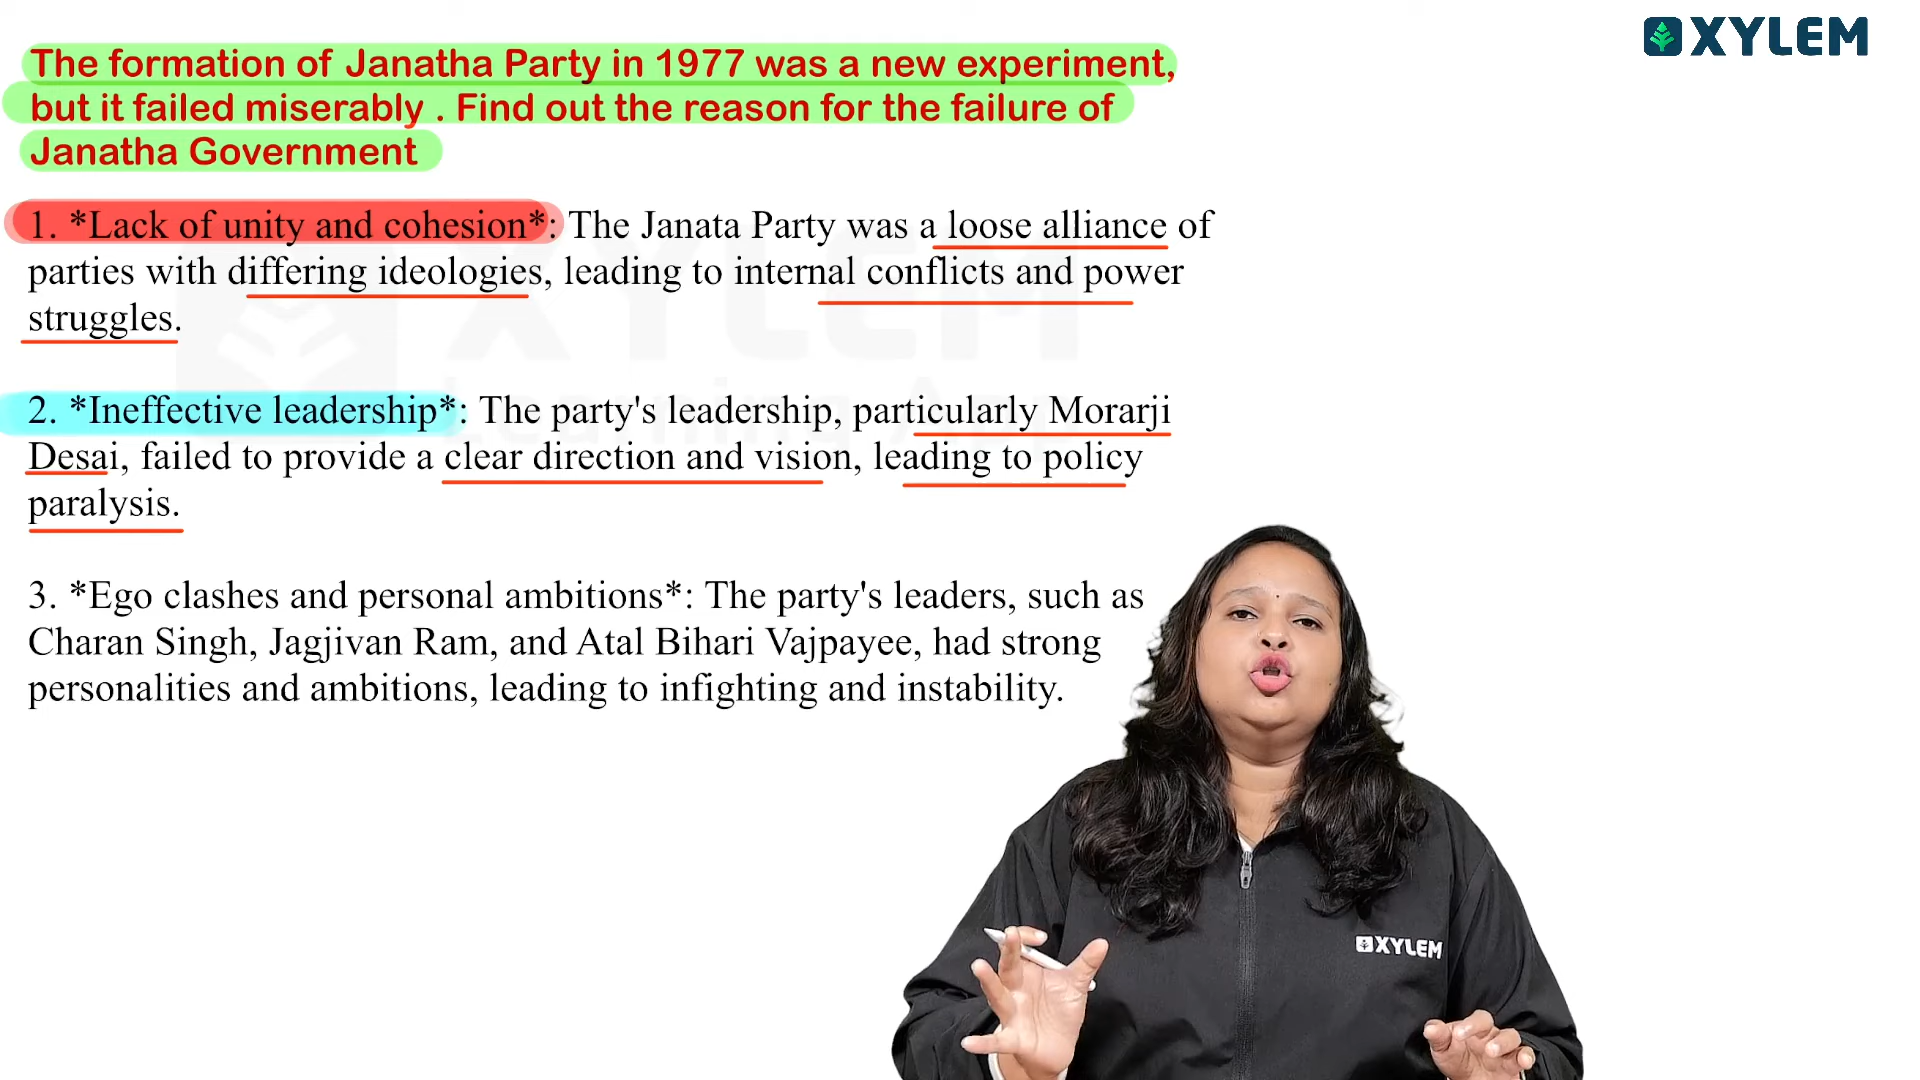 XYLEM
The formation of Janatha Party in 1977 was a new experiment,
but it failed miserably . Find out the reason for the failure of
Janatha Government
1. *Lack of unity and cohesion*: The Janata Party was a loose alliance of
parties with differing ideologies, leading to internal conflicts and power
struggles.
2. *Ineffective leadership*: The party's leadership, particularly Morarji
Desai, failed to provide a clear direction and vision, leading to policy
paralysis.
3. *Ego clashes and personal ambitions*: The party's leaders, such as
Charan Singh, Jagjivan Ram, and Atal Bihari Vajpayee, had strong
personalities and ambitions, leading to infighting and instability.
XYLEM
XYLEM
Learning